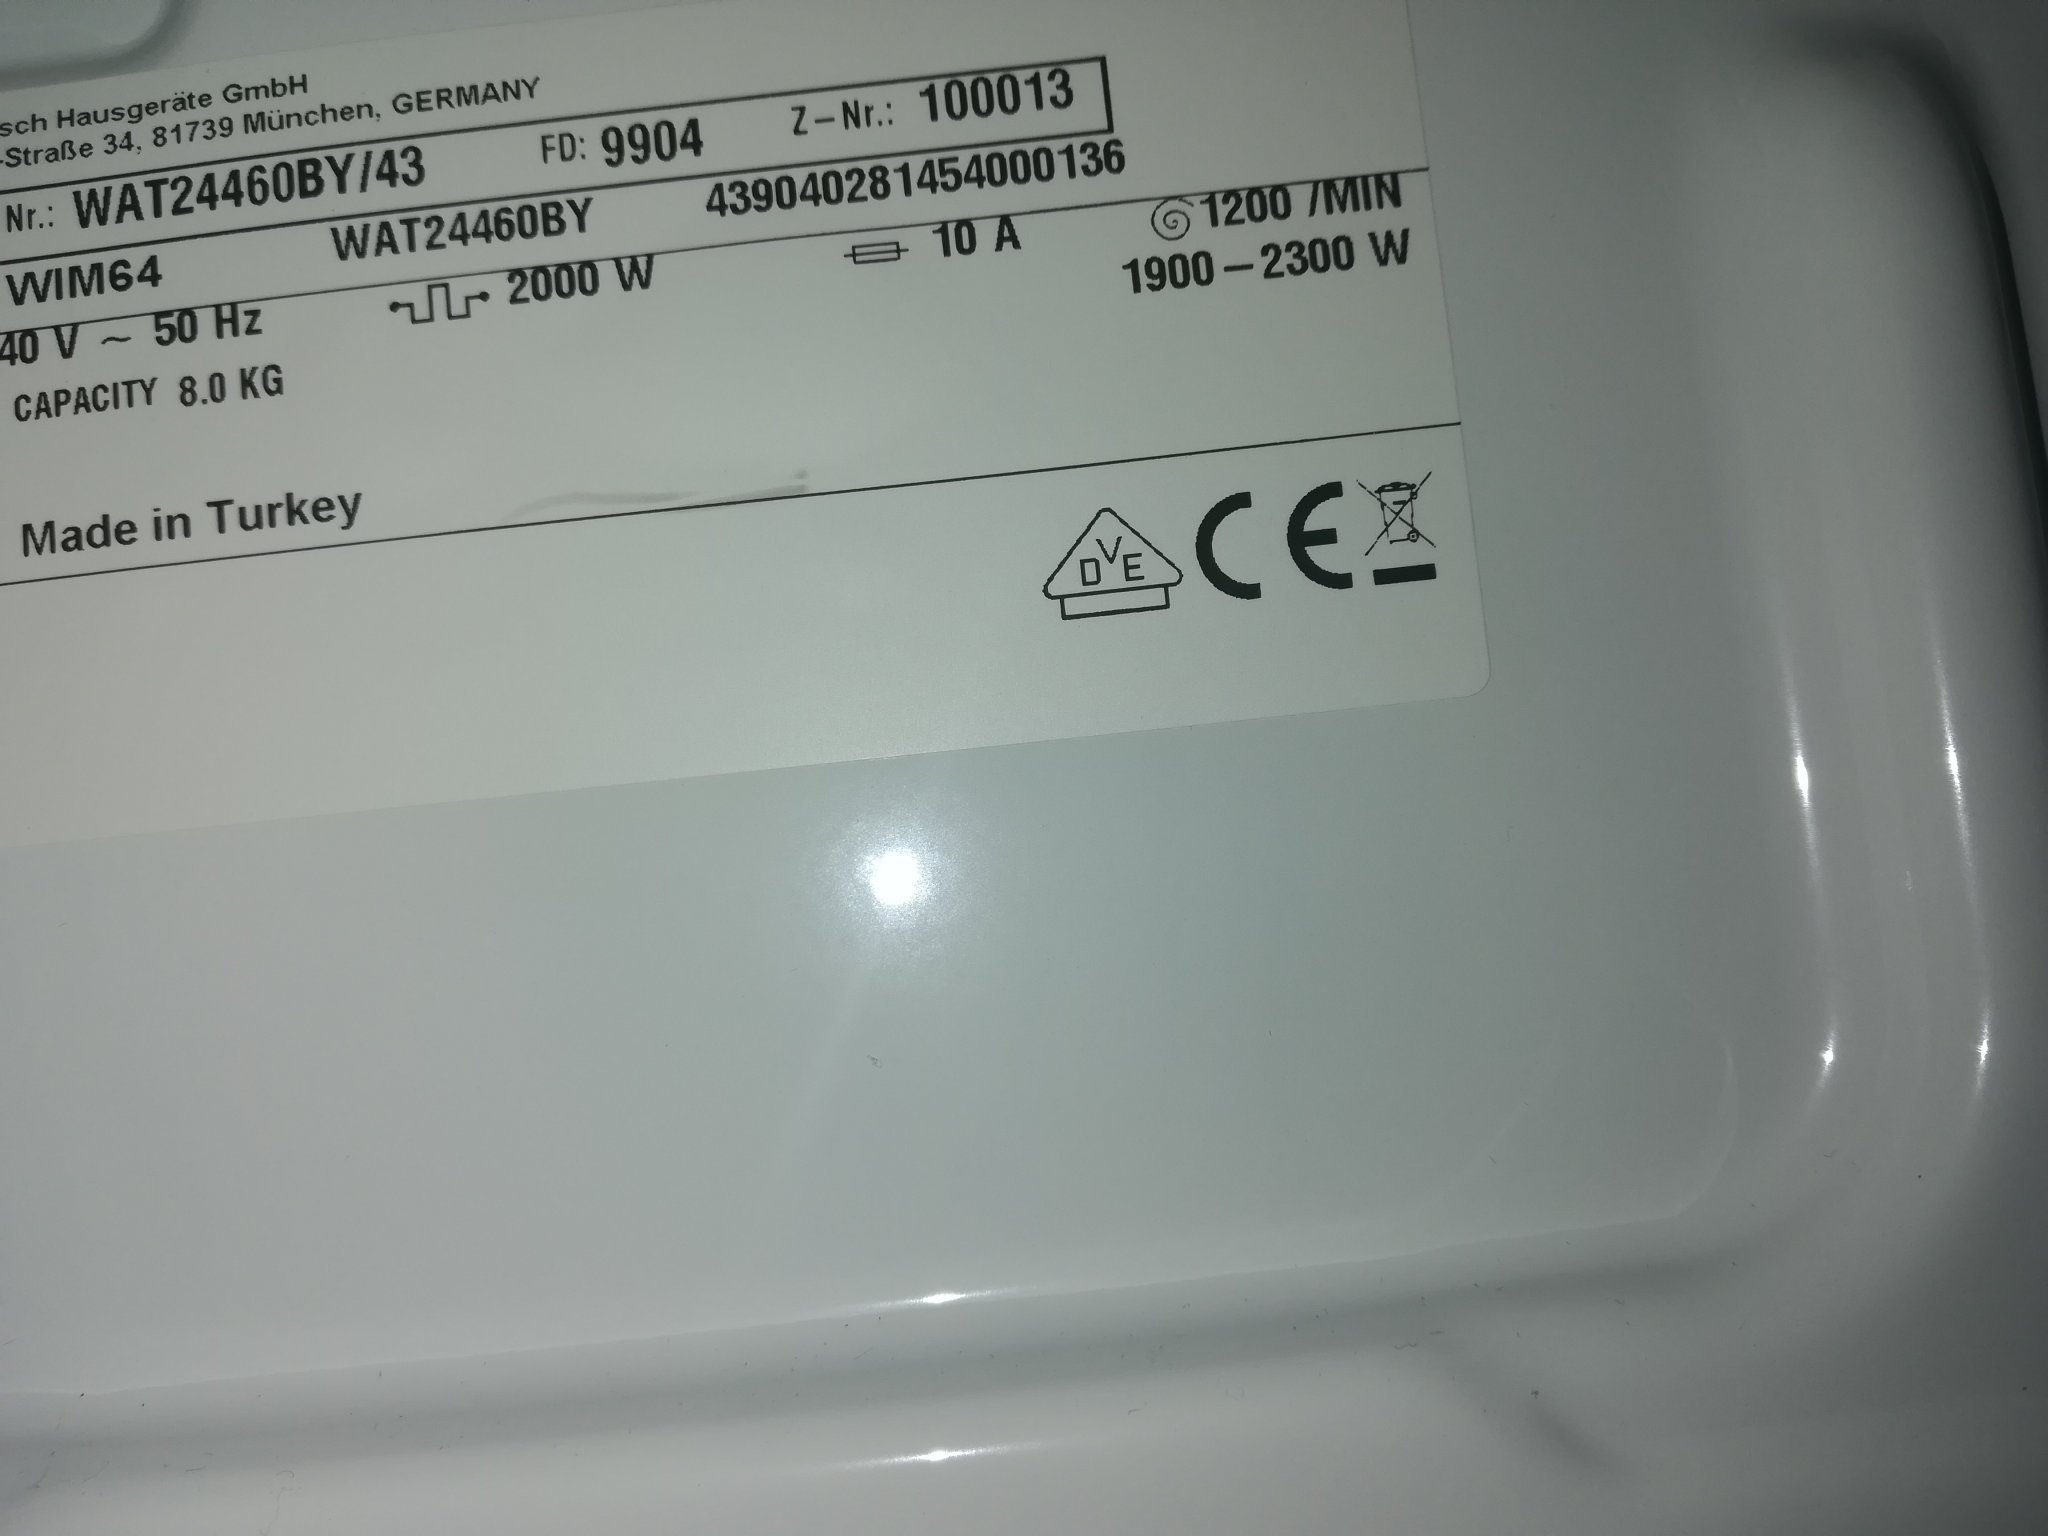 sch Hausgeräte GmbH
-Straße 34, 81739 München, GERMANY
Nr.: WAT24460BY/43 FD: 9904 Z-Nr.: 100013
WIM64 WAT24460BY 439040281454000136
40 V ~ 50 Hz 2000 W 10 A 1200 /MIN
1900-2300 W
CAPACITY 8.0 KG
Made in Turkey
DVE CE